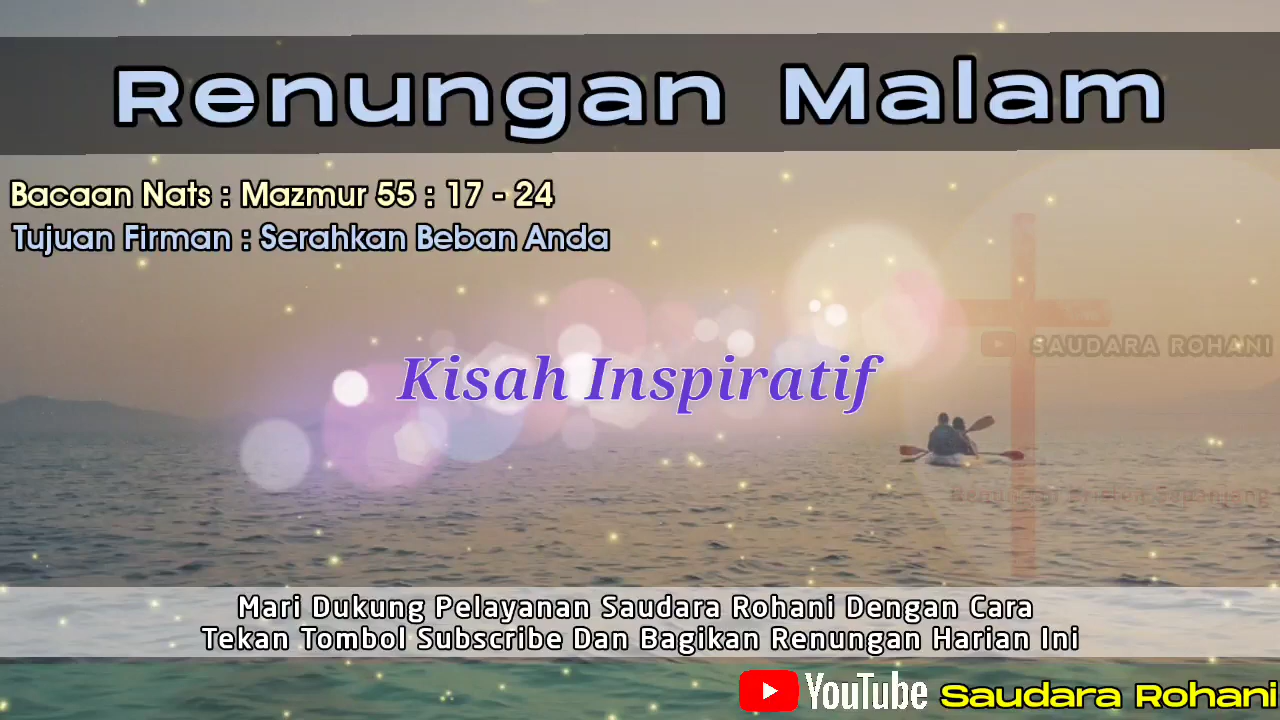 Renungan Malam
Bacaan Nats : Mazmur 55 : 17 - 24
Tujuan Firman : Serahkan Beban Anda
SAUDARA ROHANI
Kisah Inspiratif
Mari Dukung Pelayanan Saudara Rohani Dengan Cara
Tekan Tombol Subscribe Dan Bagikan Renungan Harian Ini
YouTube Saudara Rohani